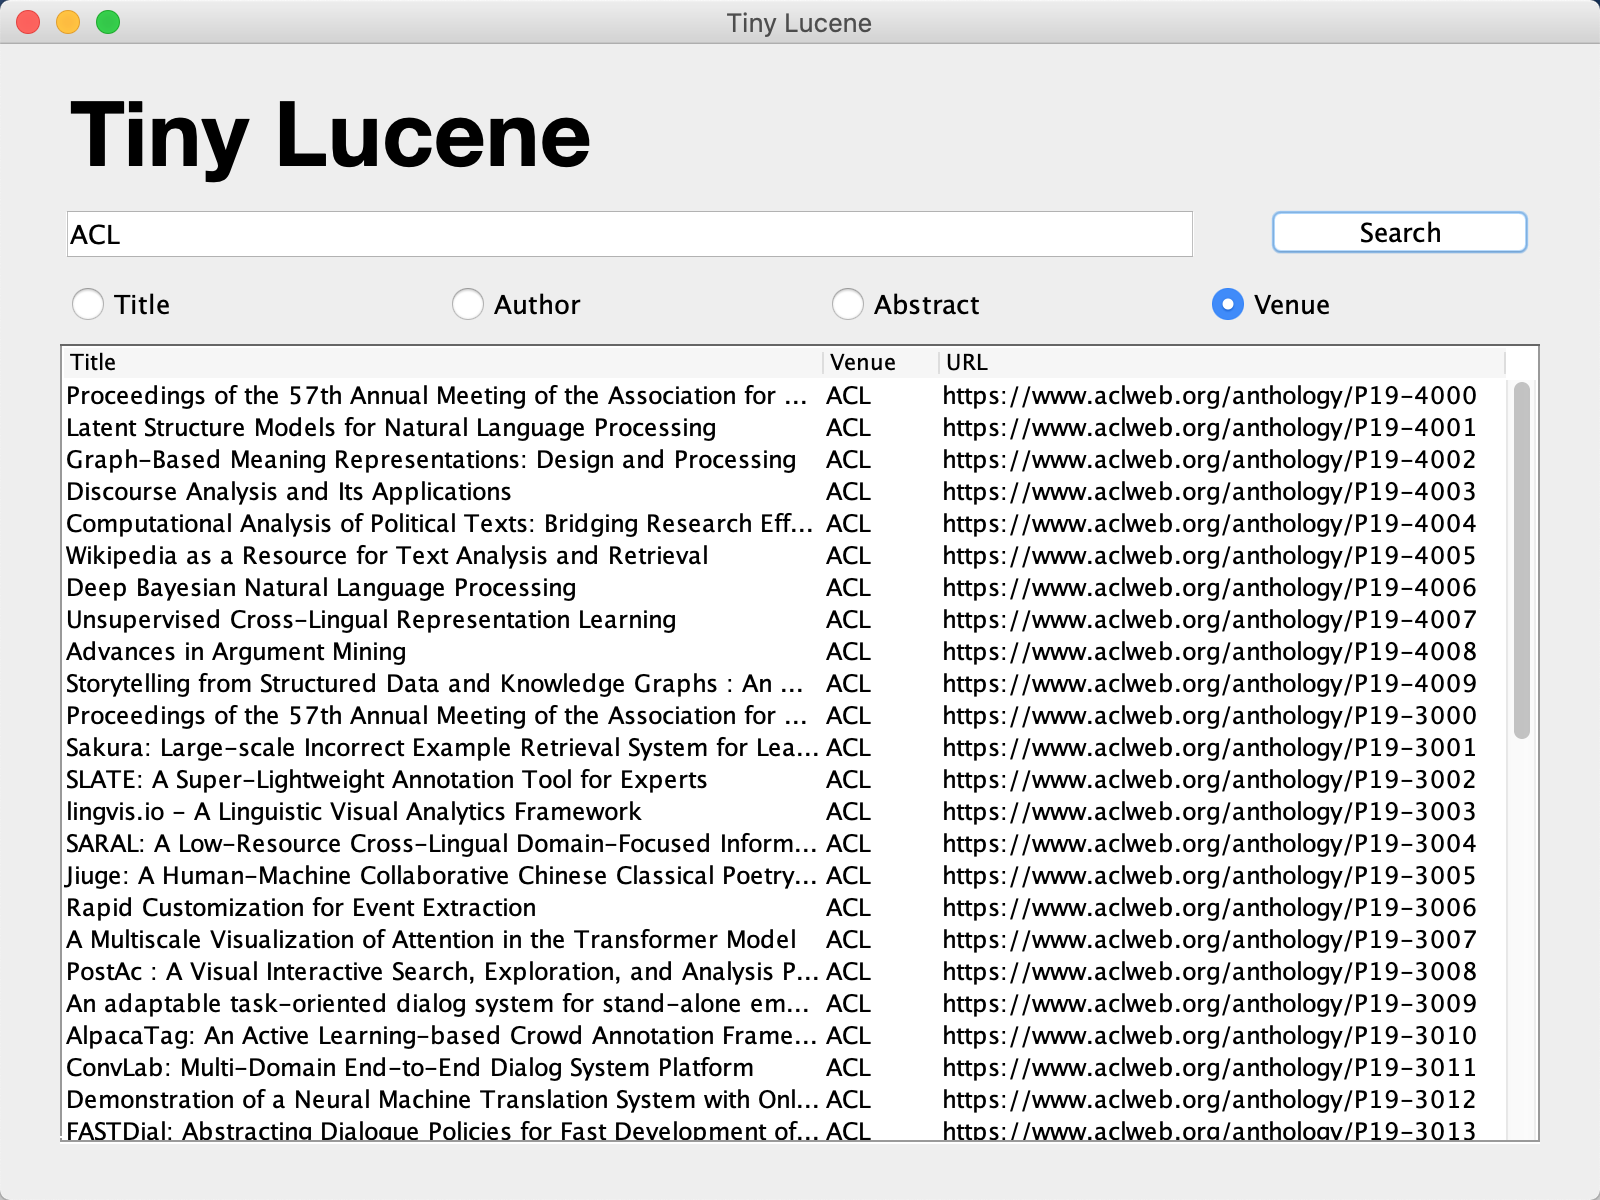 Tiny Lucene
Tiny Lucene
ACL
Search
Title Author Abstract Venue
Title Venue URL
Proceedings of the 57th Annual Meeting of the Association for ... ACL https://www.aclweb.org/anthology/P19-4000
Latent Structure Models for Natural Language Processing ACL https://www.aclweb.org/anthology/P19-4001
Graph-Based Meaning Representations: Design and Processing ACL https://www.aclweb.org/anthology/P19-4002
Discourse Analysis and Its Applications ACL https://www.aclweb.org/anthology/P19-4003
Computational Analysis of Political Texts: Bridging Research Eff... ACL https://www.aclweb.org/anthology/P19-4004
Wikipedia as a Resource for Text Analysis and Retrieval ACL https://www.aclweb.org/anthology/P19-4005
Deep Bayesian Natural Language Processing ACL https://www.aclweb.org/anthology/P19-4006
Unsupervised Cross-Lingual Representation Learning ACL https://www.aclweb.org/anthology/P19-4007
Advances in Argument Mining ACL https://www.aclweb.org/anthology/P19-4008
Storytelling from Structured Data and Knowledge Graphs : An ... ACL https://www.aclweb.org/anthology/P19-4009
Proceedings of the 57th Annual Meeting of the Association for ... ACL https://www.aclweb.org/anthology/P19-3000
Sakura: Large-scale Incorrect Example Retrieval System for Lea... ACL https://www.aclweb.org/anthology/P19-3001
SLATE: A Super-Lightweight Annotation Tool for Experts ACL https://www.aclweb.org/anthology/P19-3002
lingvis.io - A Linguistic Visual Analytics Framework ACL https://www.aclweb.org/anthology/P19-3003
SARAL: A Low-Resource Cross-Lingual Domain-Focused Inform... ACL https://www.aclweb.org/anthology/P19-3004
Jiuge: A Human-Machine Collaborative Chinese Classical Poetry... ACL https://www.aclweb.org/anthology/P19-3005
Rapid Customization for Event Extraction ACL https://www.aclweb.org/anthology/P19-3006
A Multiscale Visualization of Attention in the Transformer Model ACL https://www.aclweb.org/anthology/P19-3007
PostAc : A Visual Interactive Search, Exploration, and Analysis P... ACL https://www.aclweb.org/anthology/P19-3008
An adaptable task-oriented dialog system for stand-alone em... ACL https://www.aclweb.org/anthology/P19-3009
AlpacaTag: An Active Learning-based Crowd Annotation Frame... ACL https://www.aclweb.org/anthology/P19-3010
ConvLab: Multi-Domain End-to-End Dialog System Platform ACL https://www.aclweb.org/anthology/P19-3011
Demonstration of a Neural Machine Translation System with Onl... ACL https://www.aclweb.org/anthology/P19-3012
FASTDial: Abstracting Dialogue Policies for Fast Development of... ACL https://www.aclweb.org/anthology/P19-3013